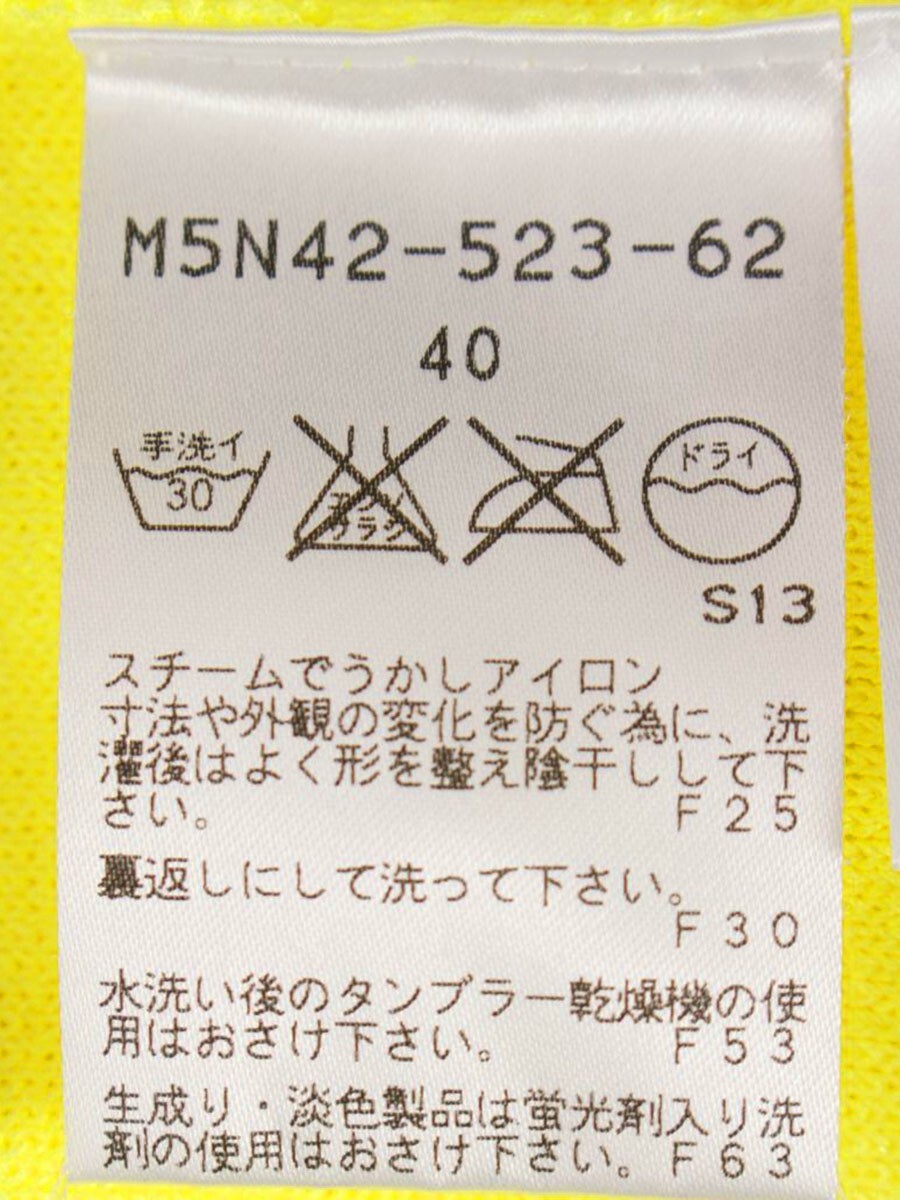 M5N42-523-62
40
手洗イ
30
エンソ
サラシ
ドライ
S13
スチームでうかしアイロン
寸法や外観の変化を防ぐ為に、洗
濯後はよく形を整え陰干しして下
さい。 F25
裏返しにして洗って下さい。
F30
水洗い後のタンブラー乾燥機の使
用はおさけ下さい。 F53
生成り・淡色製品は蛍光剤入り洗
剤の使用はおさけ下さい。F63